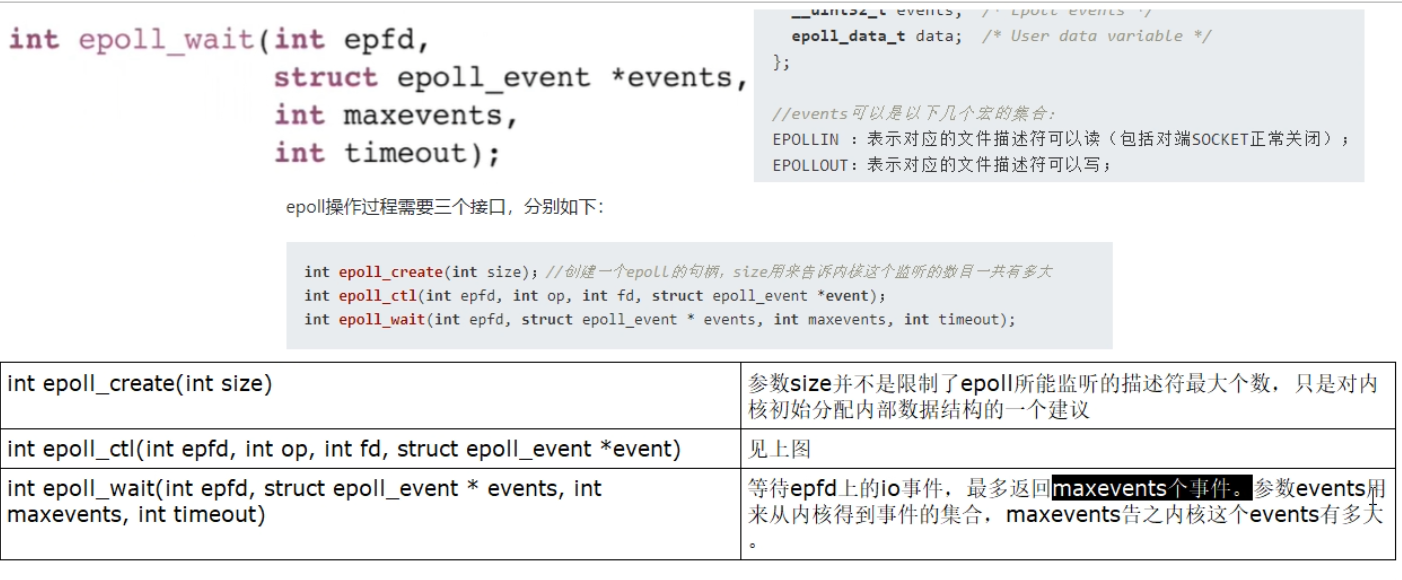 int epoll_wait(int epfd,
struct epoll_event *events,
int maxevents,
int timeout);
__uint32_t events; /* Epoll events */
epoll_data_t data; /* User data variable */
};
//events可以是以下几个宏的集合:
EPOLLIN : 表示对应的文件描述符可以读（包括对端SOCKET正常关闭）;
EPOLLOUT: 表示对应的文件描述符可以写;
epoll操作过程需要三个接口，分别如下:
int epoll_create(int size); //创建一个epoll的句柄，size用来告诉内核这个监听的数目一共有多大
int epoll_ctl(int epfd, int op, int fd, struct epoll_event *event);
int epoll_wait(int epfd, struct epoll_event * events, int maxevents, int timeout);
int epoll_create(int size)
参数size并不是限制了epoll所能监听的描述符最大个数，只是对内
核初始分配内部数据结构的一个建议
int epoll_ctl(int epfd, int op, int fd, struct epoll_event *event)
见上图
int epoll_wait(int epfd, struct epoll_event * events, int
maxevents, int timeout)
等待epfd上的io事件，最多返回maxevents个事件。参数events用
来从内核得到事件的集合，maxevents告之内核这个events有多大
。